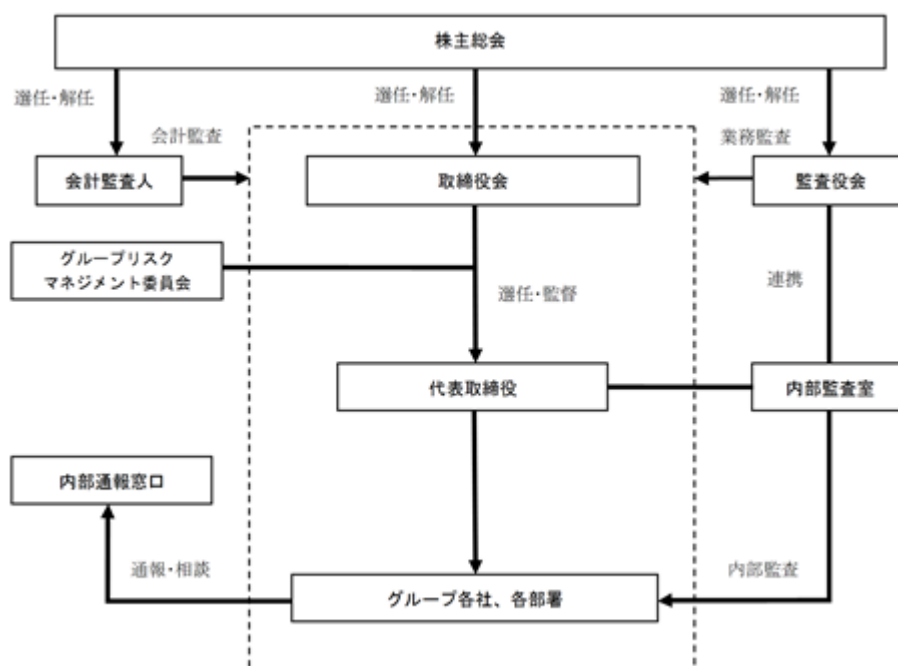 株主総会
選任・解任
選任・解任
選任・解任
会計監査
業務監査
会計監査人
取締役会
監査役会
グループリスク
マネジメント委員会
連携
選任・監督
代表取締役
内部監査室
内部通報窓口
通報・相談
内部監査
グループ各社、各部署